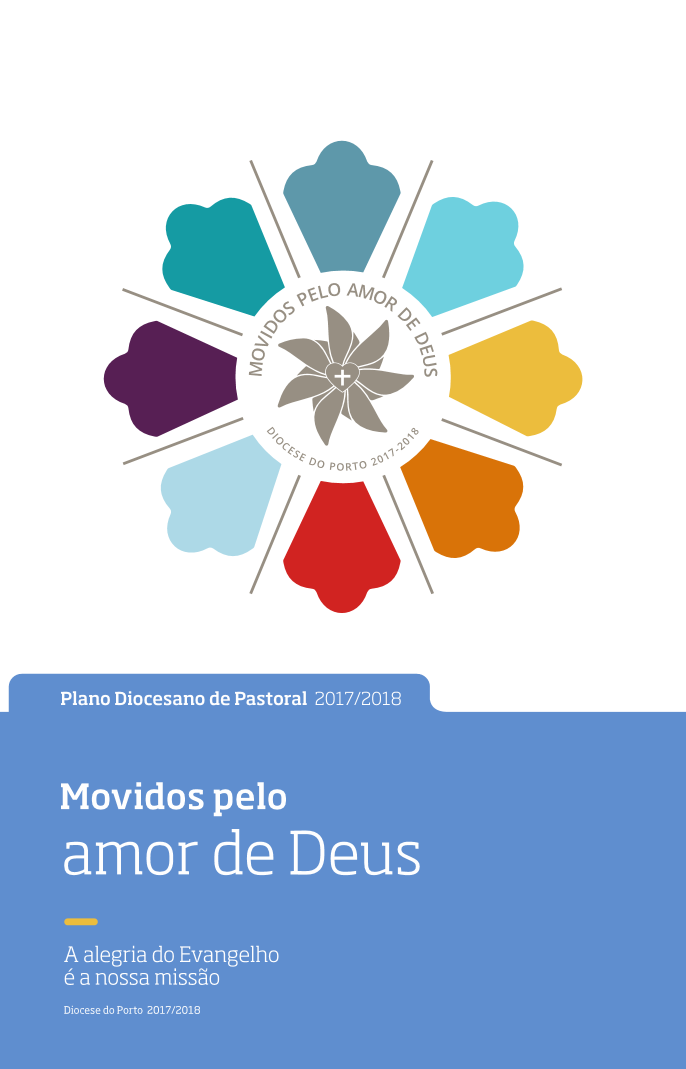 MOVIDOS PELO AMOR DE DEUS
DIOCESE DO PORTO 2017-2018
Plano Diocesano de Pastoral 2017/2018
Movidos pelo
amor de Deus
A alegria do Evangelho
é a nossa missão
Diocese do Porto 2017/2018